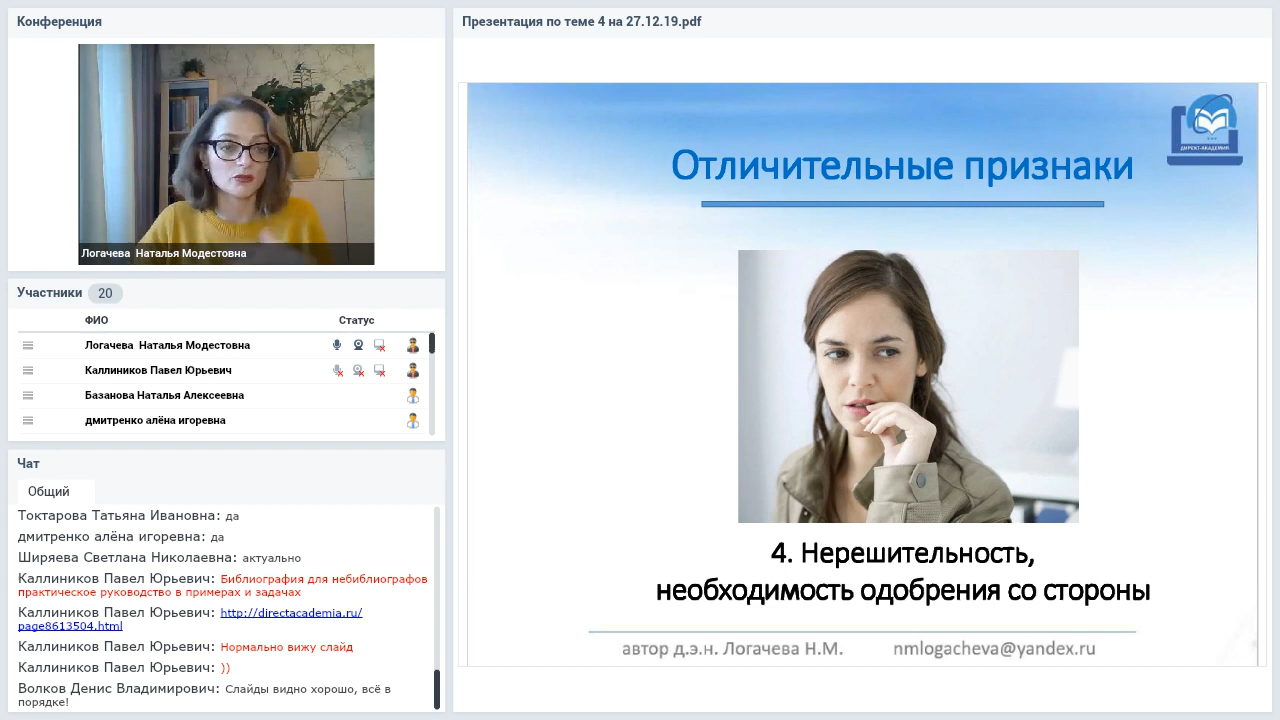 Конференция
Логачева  Наталья Модестовна
Участники 20
ФИО Статус
Логачева  Наталья Модестовна
Каллиников Павел Юрьевич
Базанова Наталья Алексеевна
дмитренко алёна игоревна
Чат
Общий
Токтарова Татьяна Ивановна: да
дмитренко алёна игоревна: да
Ширяева Светлана Николаевна: актуально
Каллиников Павел Юрьевич: Библиография для небиблиографов
практическое руководство в примерах и задачах
Каллиников Павел Юрьевич: http://directacademia.ru/
page8613504.html
Каллиников Павел Юрьевич: Нормально вижу слайд
Каллиников Павел Юрьевич: ))
Волков Денис Владимирович: Слайды видно хорошо, всё в
порядке!
Презентация по теме 4 на 27.12.19.pdf
ДИРЕКТ-АКАДЕМИЯ
Отличительные признаки
4. Нерешительность,
необходимость одобрения со стороны
автор д.э.н. Логачева Н.М. nmlogacheva@yandex.ru